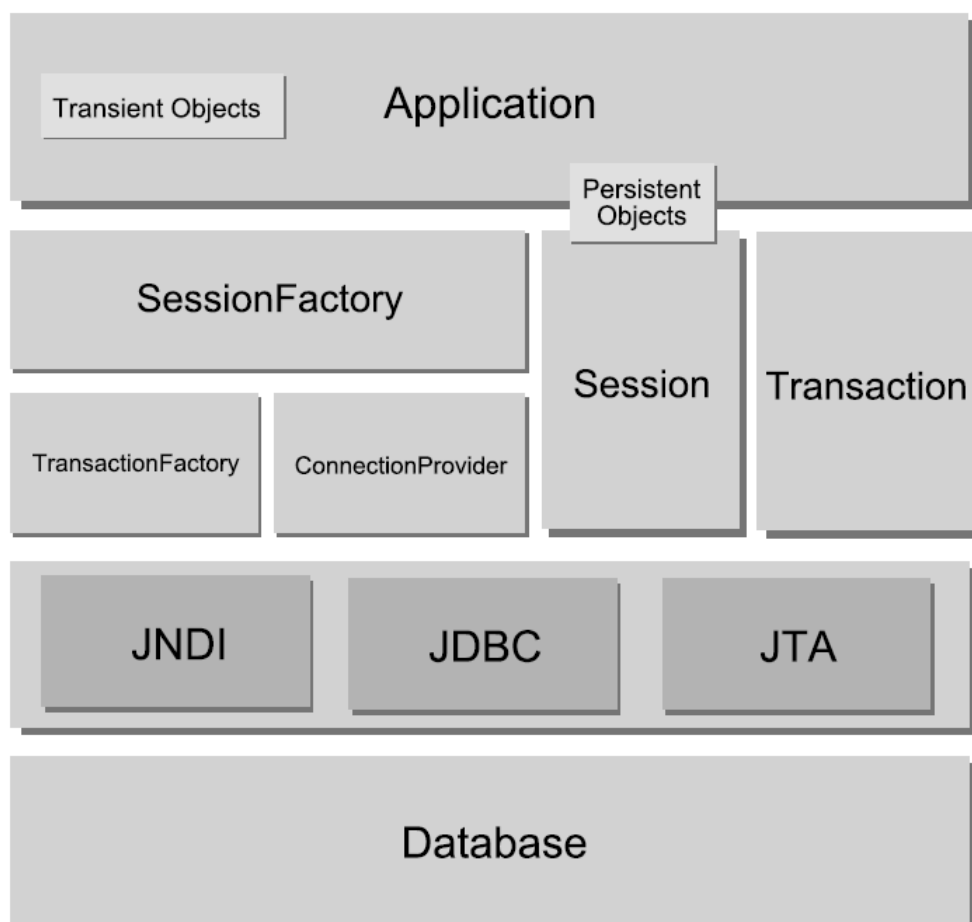 Transient Objects
Application
Persistent
Objects
SessionFactory
Session
Transaction
TransactionFactory
ConnectionProvider
JNDI
JDBC
JTA
Database